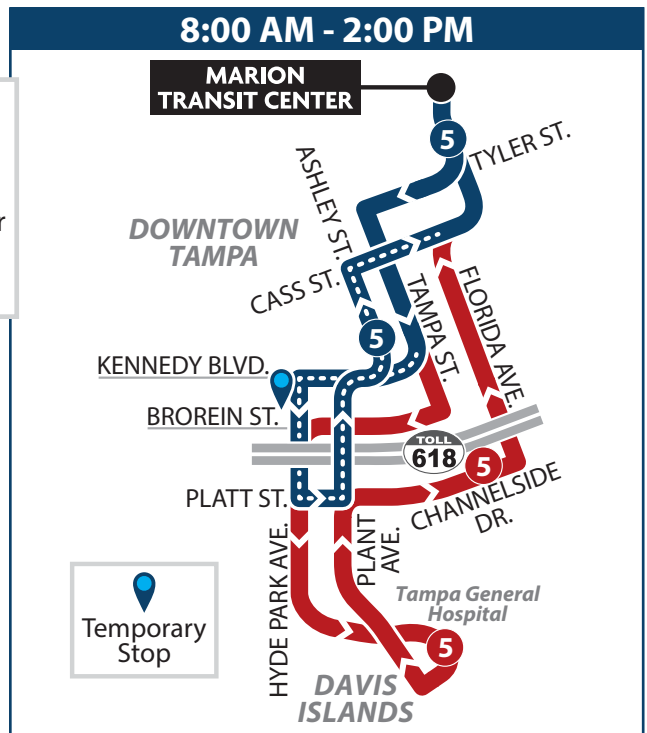 8:00 AM - 2:00 PM
MARION
TRANSIT CENTER
5
TYLER ST.
ASHLEY ST.
r
DOWNTOWN
TAMPA
CASS ST.
TAMPA ST.
FLORIDA AVE.
5
KENNEDY BLVD.
BROREIN ST.
TOLL
618
5
PLATT ST.
CHANNELSIDE
DR.
HYDE PARK AVE.
PLANT
AVE.
Temporary
Stop
Tampa General
Hospital
5
DAVIS
ISLANDS